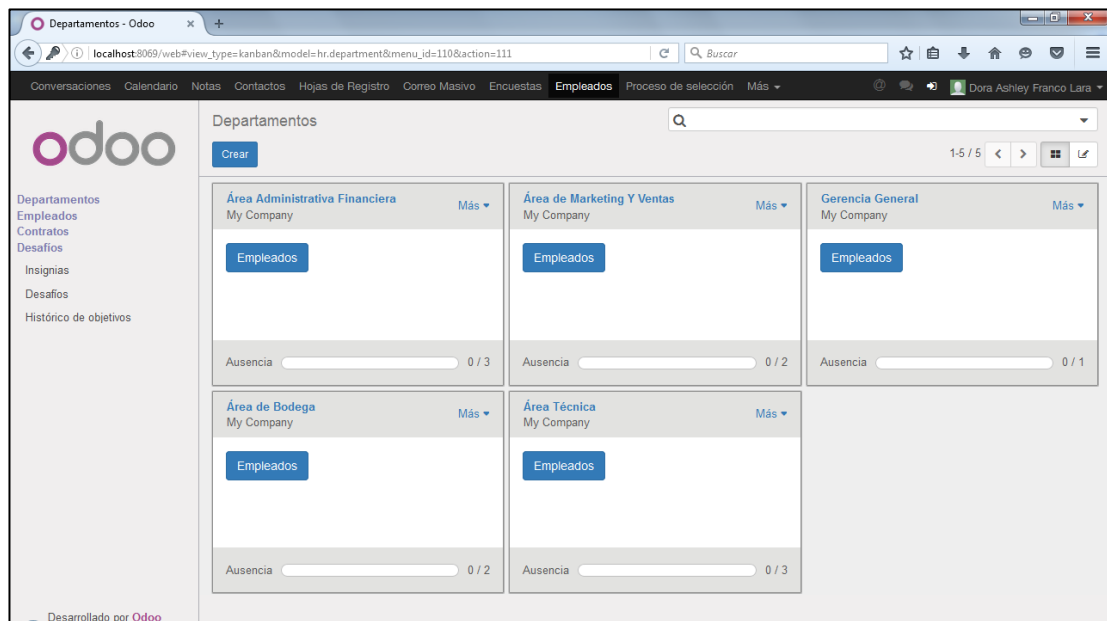 Departamentos - Odoo
localhost:8069/web#view_type=kanban&model=hr.department&menu_id=110&action=111
Buscar
Conversaciones Calendario Notas Contactos Hojas de Registro Correo Masivo Encuestas Empleados Proceso de selección Más Dora Ashley Franco Lara
odoo
Departamentos
Crear
1-5 / 5
Departamentos
Empleados
Contratos
Desafíos
Insignias
Desafíos
Histórico de objetivos
Área Administrativa Financiera
Más
My Company
Empleados
Ausencia 0 / 3
Área de Marketing Y Ventas
Más
My Company
Empleados
Ausencia 0 / 2
Gerencia General
Más
My Company
Empleados
Ausencia 0 / 1
Área de Bodega
Más
My Company
Empleados
Ausencia 0 / 2
Área Técnica
Más
My Company
Empleados
Ausencia 0 / 3
Desarrollado por Odoo